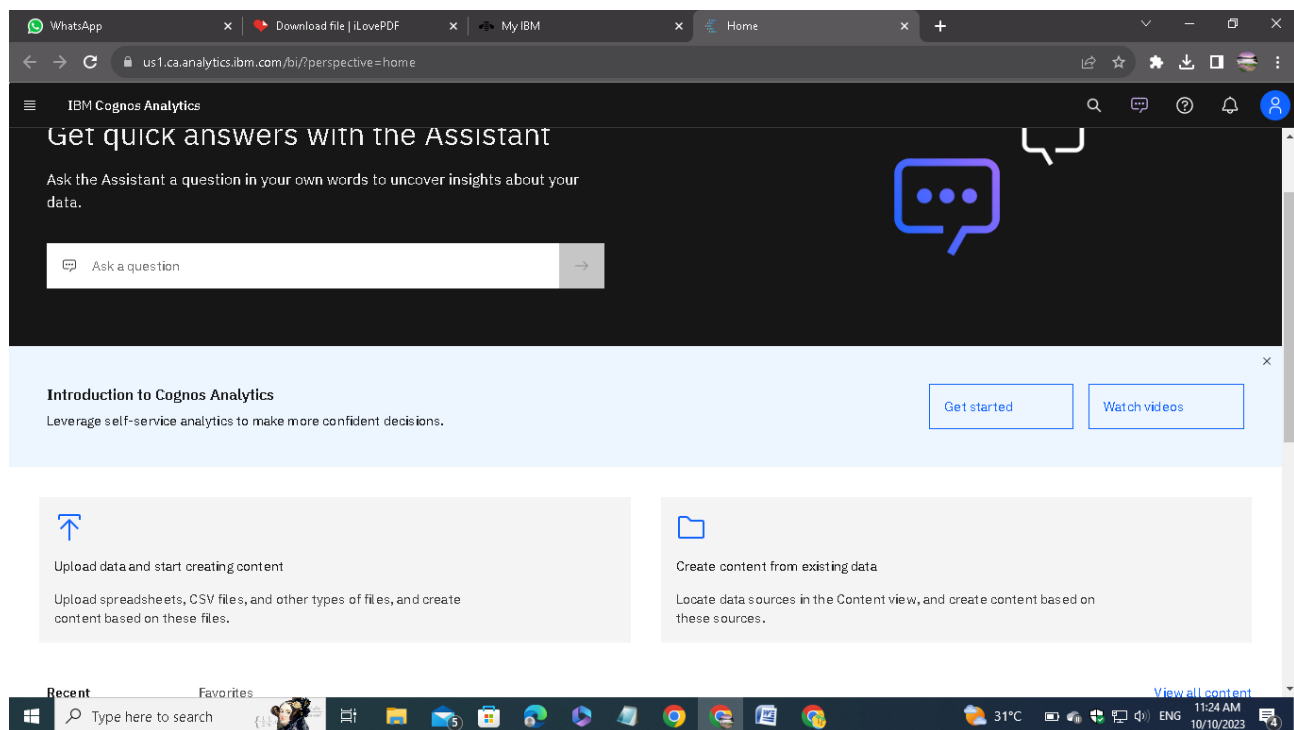 WhatsApp
Download file | iLovePDF
My IBM
Home
us1.ca.analytics.ibm.com/bi/?perspective=home
IBM Cognos Analytics
Get quick answers with the Assistant
Ask the Assistant a question in your own words to uncover insights about your
data.
Ask a question
Introduction to Cognos Analytics
Leverage self-service analytics to make more confident decisions.
Get started
Watch videos
Upload data and start creating content
Upload spreadsheets, CSV files, and other types of files, and create
content based on these files.
Create content from existing data
Locate data sources in the Content view, and create content based on
these sources.
Recent
Favorites
View all content
Type here to search
5
31°C
ENG
11:24 AM
10/10/2023
4